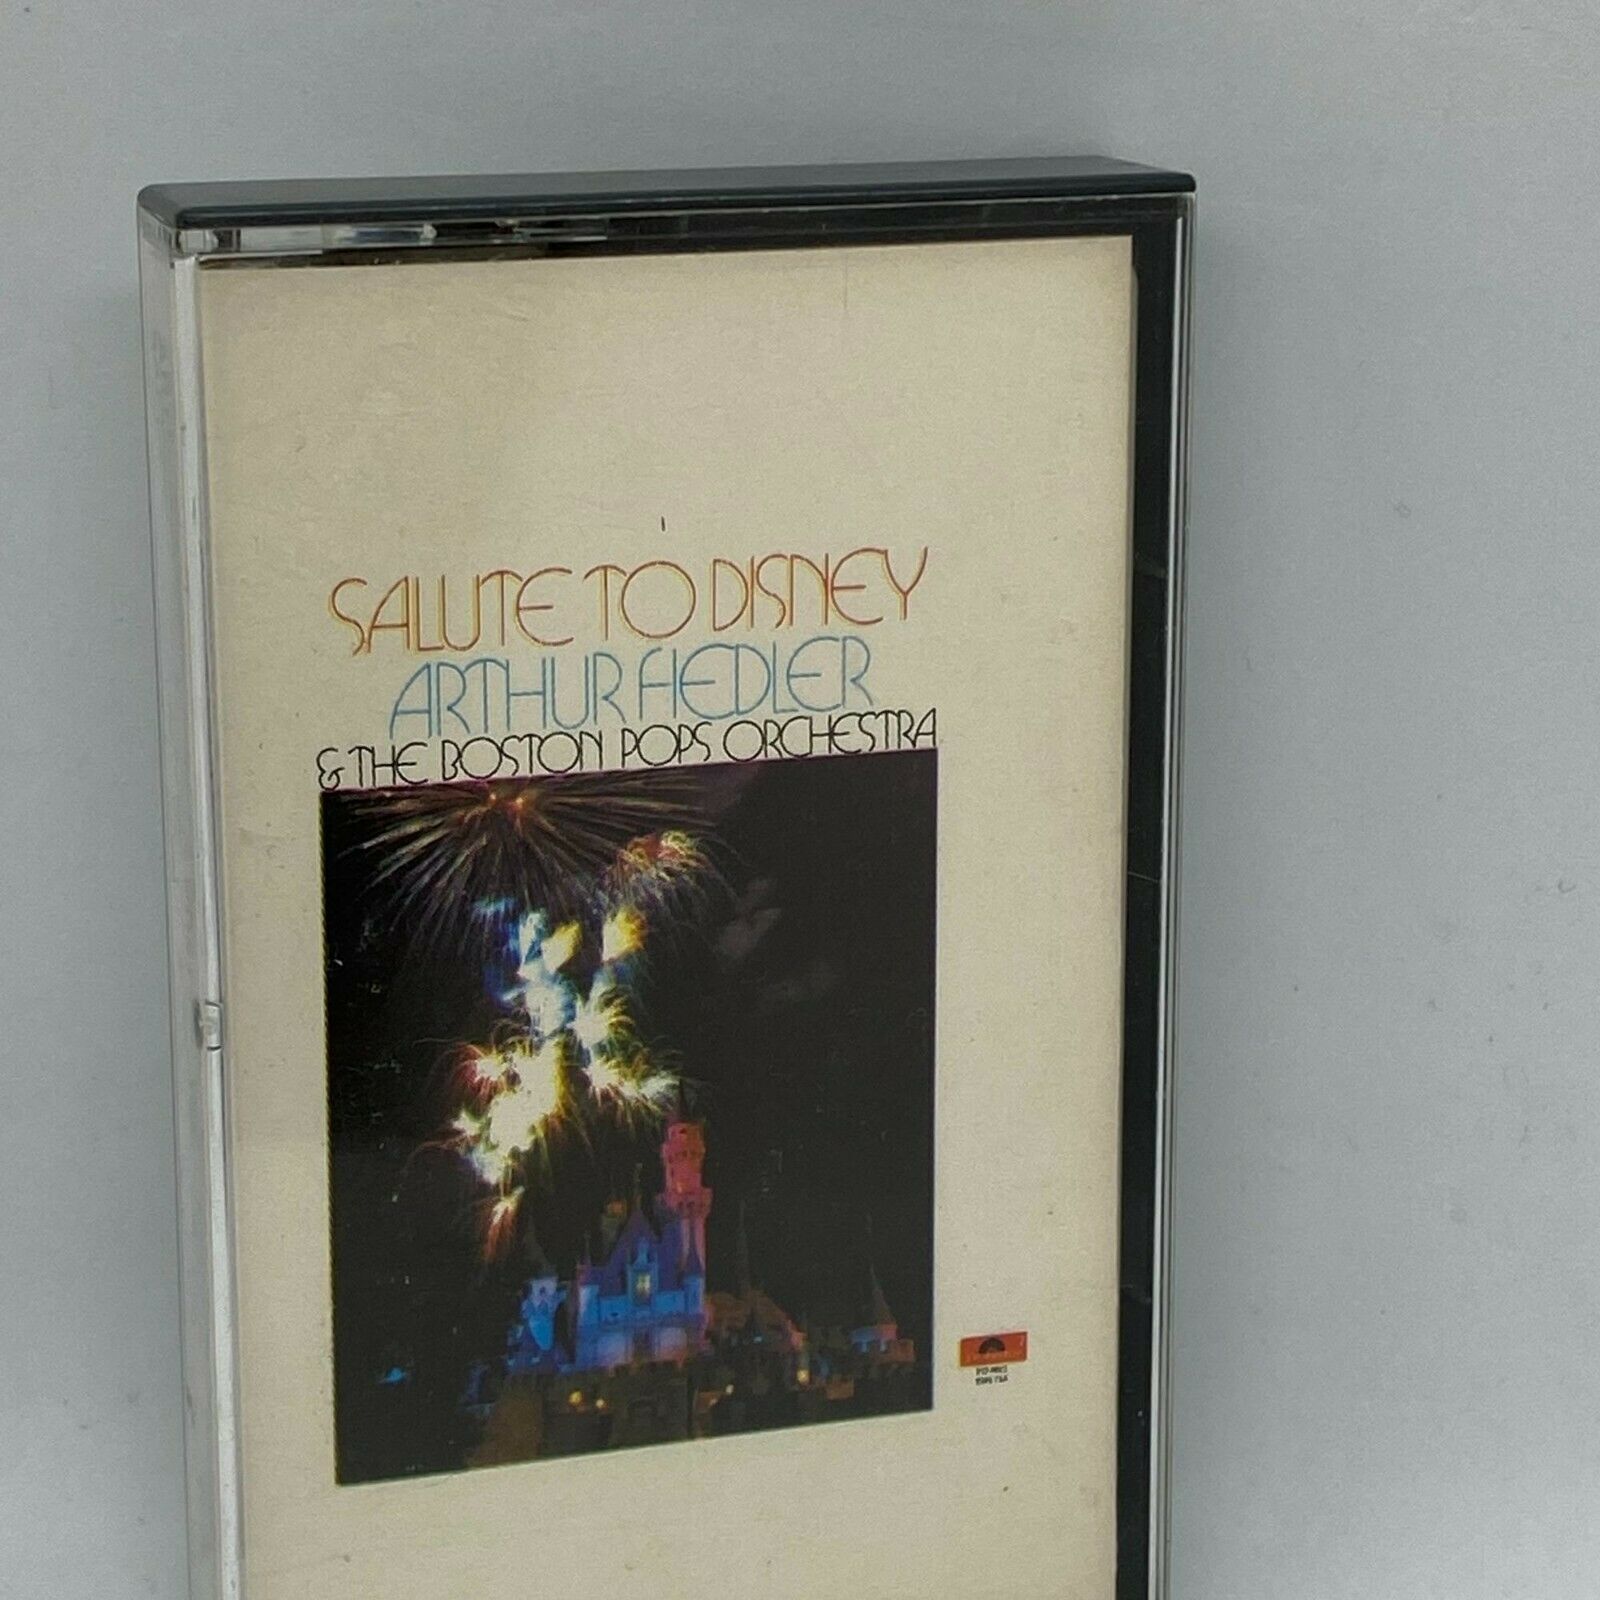 SALUTE TO DISNEY
ARTHUR FIEDLER
& THE BOSTON POPS ORCHESTRA